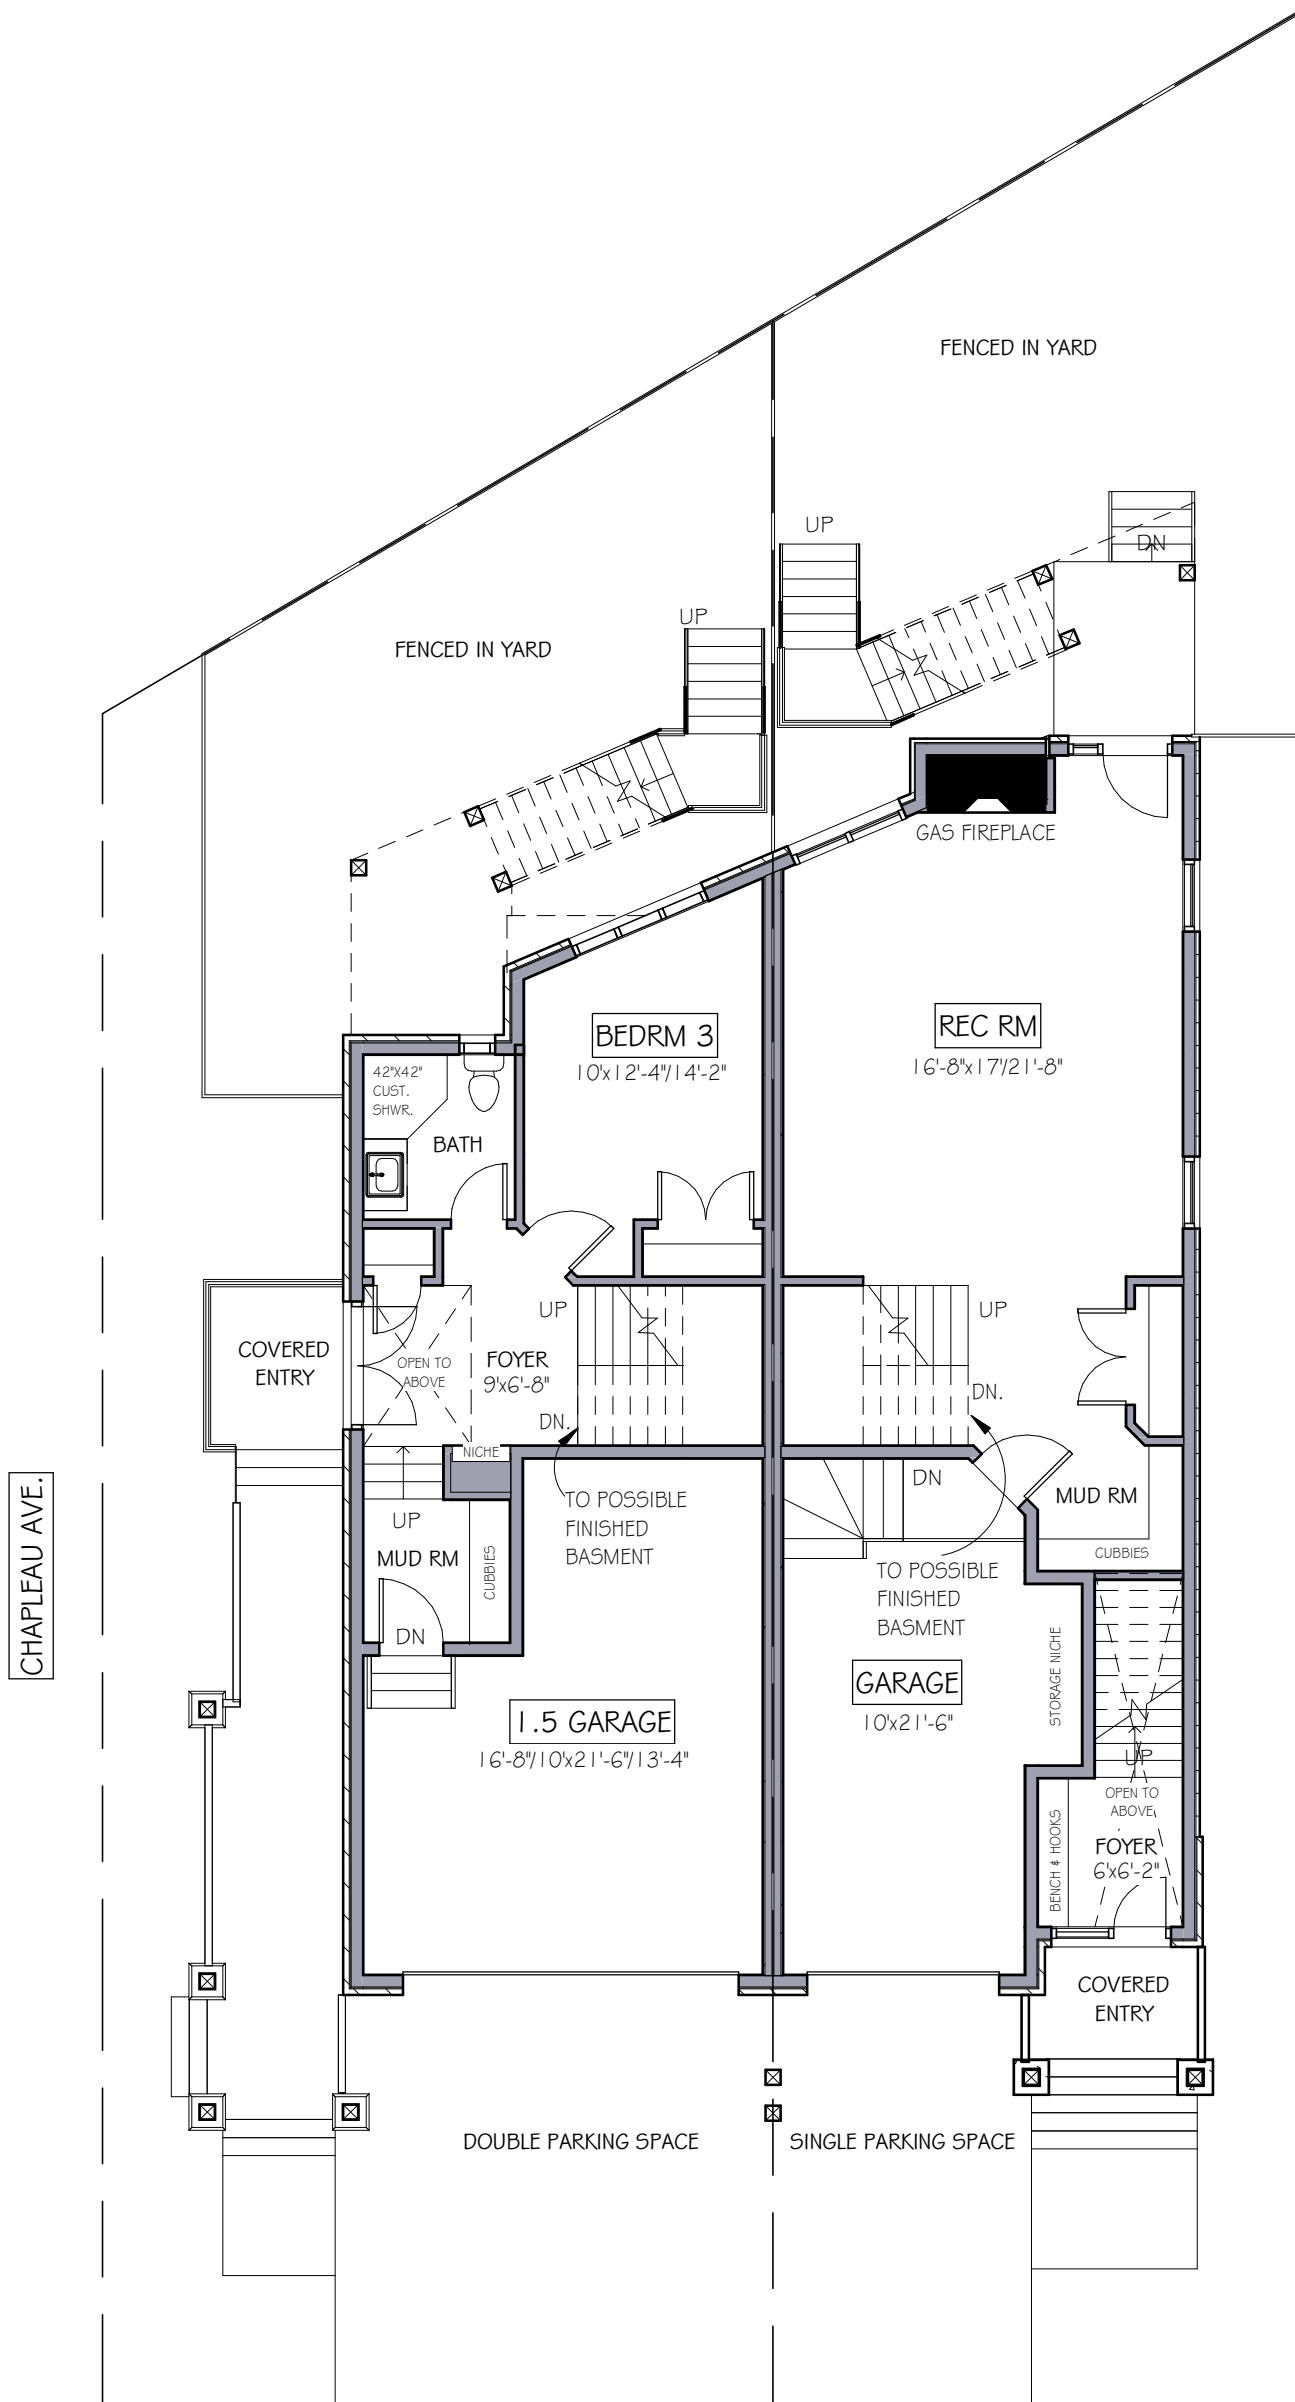 FENCED IN YARD
UP
DN
UP
FENCED IN YARD
GAS FIREPLACE
REC RM
16'-8"x17'/21'-8"
BEDRM 3
10'x12'-4"/14'-2"
42"X42"
CUST.
SHWR.
BATH
UP
UP
COVERED
ENTRY
OPEN TO
ABOVE
FOYER
9'x6'-8"
DN.
DN.
NICHE
DN
CHAPLEAU AVE.
TO POSSIBLE
FINISHED
BASMENT
MUD RM
UP
MUD RM
CUBBIES
CUBBIES
TO POSSIBLE
FINISHED
BASMENT
DN
STORAGE NICHE
GARAGE
10'x21'-6"
1.5 GARAGE
16'-8"/10'x21'-6"/13'-4"
UP
OPEN TO
ABOVE
BENCH & HOOKS
FOYER
6'x6'-2"
COVERED
ENTRY
DOUBLE PARKING SPACE
SINGLE PARKING SPACE